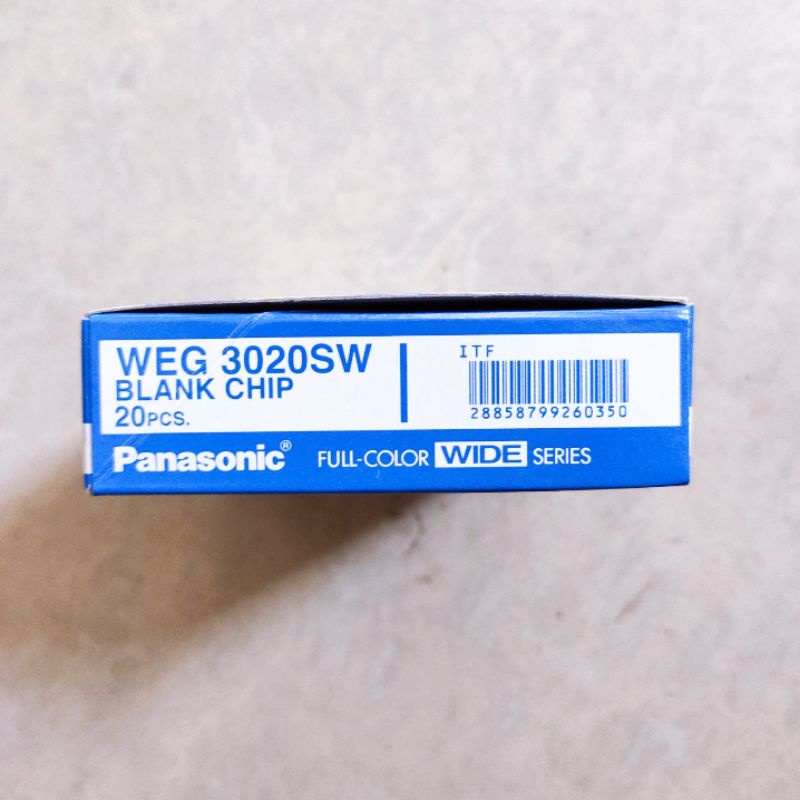 WEG 3020SW
BLANK CHIP
20PCS.
ITF
28858799260350
Panasonic®
FULL-COLOR WIDE SERIES